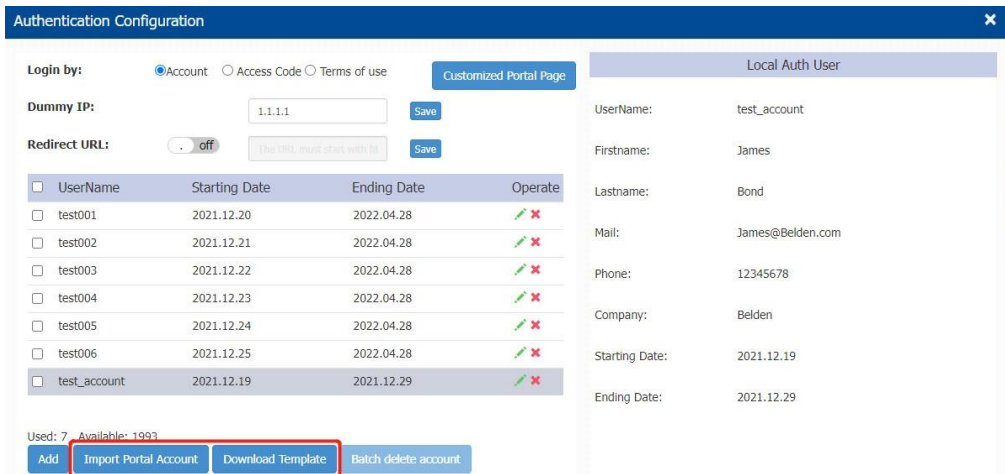 Authentication Configuration
Login by:
Account
Access Code
Terms of use
Customized Portal Page
Dummy IP:
1.1.1.1
Save
Redirect URL:
off
The URL must start with ht
Save
UserName Starting Date Ending Date Operate
test001 2021.12.20 2022.04.28
test002 2021.12.21 2022.04.28
test003 2021.12.22 2022.04.28
test004 2021.12.23 2022.04.28
test005 2021.12.24 2022.04.28
test006 2021.12.25 2022.04.28
test_account 2021.12.19 2021.12.29
Used: 7 , Available: 1993
Add
Import Portal Account
Download Template
Batch delete account
Local Auth User
UserName: test_account
Firstname: James
Lastname: Bond
Mail: James@Belden.com
Phone: 12345678
Company: Belden
Starting Date: 2021.12.19
Ending Date: 2021.12.29